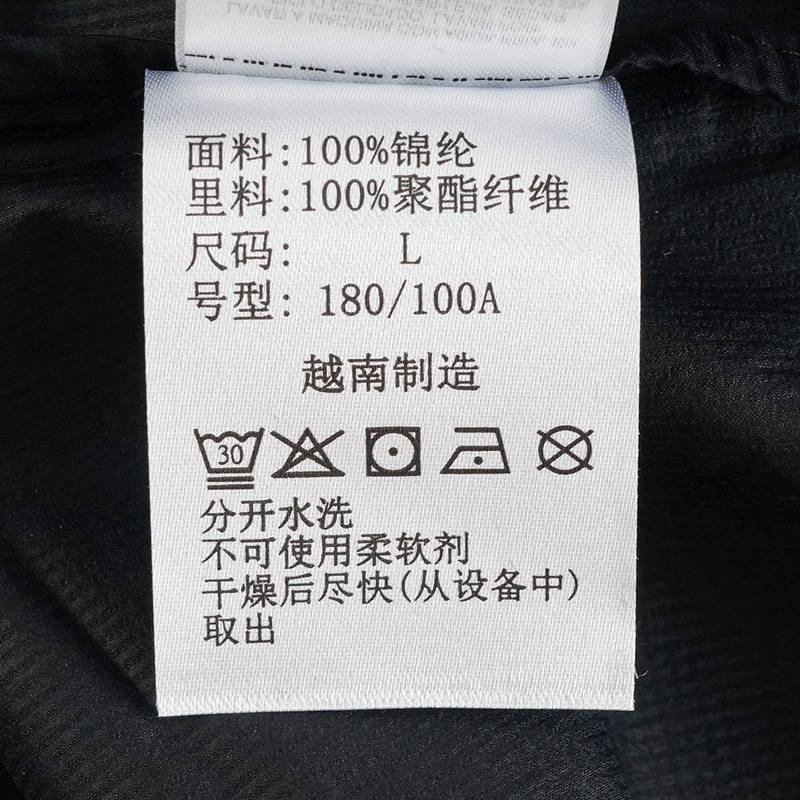 面料:100%锦纶
里料:100%聚酯纤维
尺码: L
号型: 180/100A
越南制造
30
分开水洗
不可使用柔软剂
干燥后尽快(从设备中)
取出